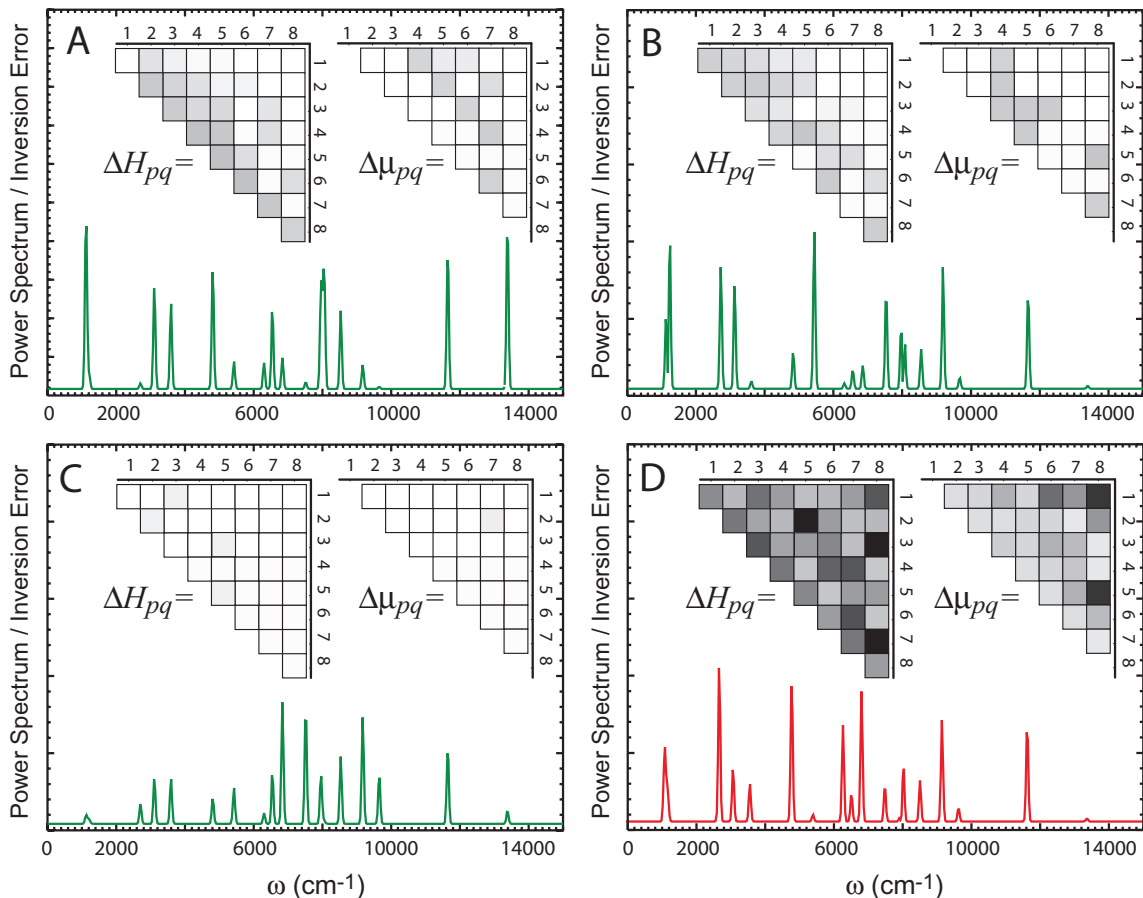 A
1 2 3 4 5 6 7 8
1 2 3 4 5 6 7 8
ΔHpq=
1 2 3 4 5 6 7 8
1 2 3 4 5 6 7 8
Δμpq=
Power Spectrum / Inversion Error
0 2000 6000 10000 14000
B
1 2 3 4 5 6 7 8
1 2 3 4 5 6 7 8
ΔHpq=
1 2 3 4 5 6 7 8
1 2 3 4 5 6 7 8
Δμpq=
Power Spectrum / Inversion Error
0 2000 6000 10000 14000
C
1 2 3 4 5 6 7 8
1 2 3 4 5 6 7 8
ΔHpq=
1 2 3 4 5 6 7 8
1 2 3 4 5 6 7 8
Δμpq=
Power Spectrum / Inversion Error
0 2000 6000 10000 14000
ω (cm-1)
D
1 2 3 4 5 6 7 8
1 2 3 4 5 6 7 8
ΔHpq=
1 2 3 4 5 6 7 8
1 2 3 4 5 6 7 8
Δμpq=
Power Spectrum / Inversion Error
0 2000 6000 10000 14000
ω (cm-1)